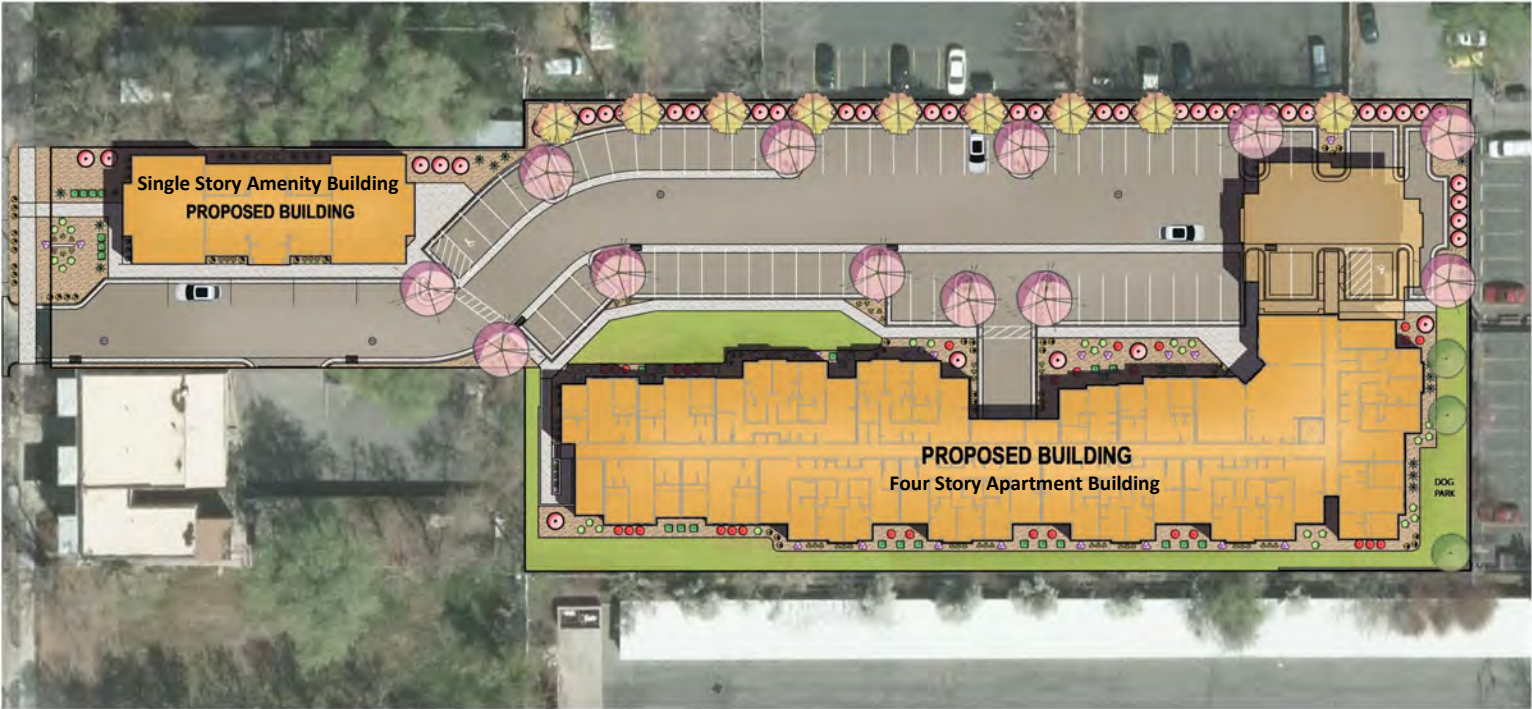 Single Story Amenity Building
PROPOSED BUILDING
PROPOSED BUILDING
Four Story Apartment Building
DOG
PARK